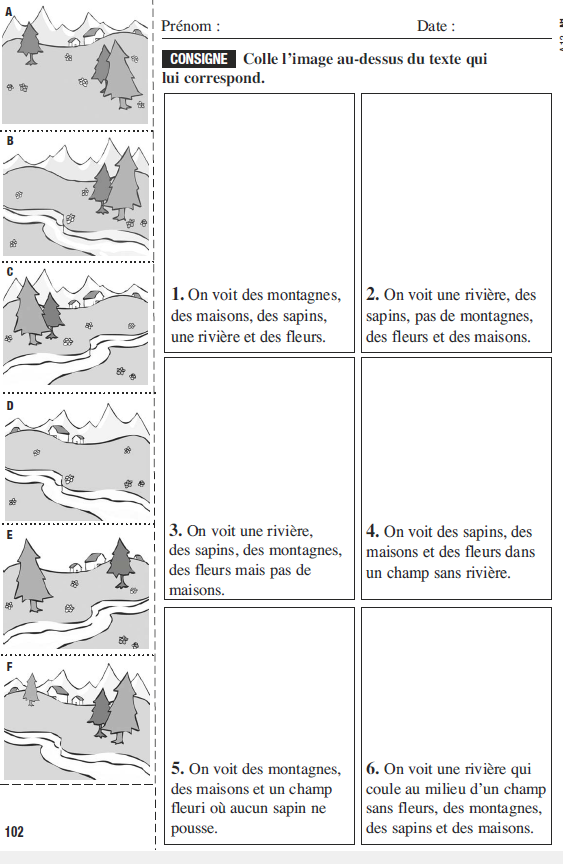 A
B
C
D
E
F
102
Prénom :
Date :
CONSIGNE Colle l'image au-dessus du texte qui
lui correspond.
1. On voit des montagnes,
des maisons, des sapins,
une rivière et des fleurs.
2. On voit une rivière, des
sapins, pas de montagnes,
des fleurs et des maisons.
3. On voit une rivière,
des sapins, des montagnes,
des fleurs mais pas de
maisons.
4. On voit des sapins, des
maisons et des fleurs dans
un champ sans rivière.
5. On voit des montagnes,
des maisons et un champ
fleuri où aucun sapin ne
pousse.
6. On voit une rivière qui
coule au milieu d'un champ
sans fleurs, des montagnes,
des sapins et des maisons.